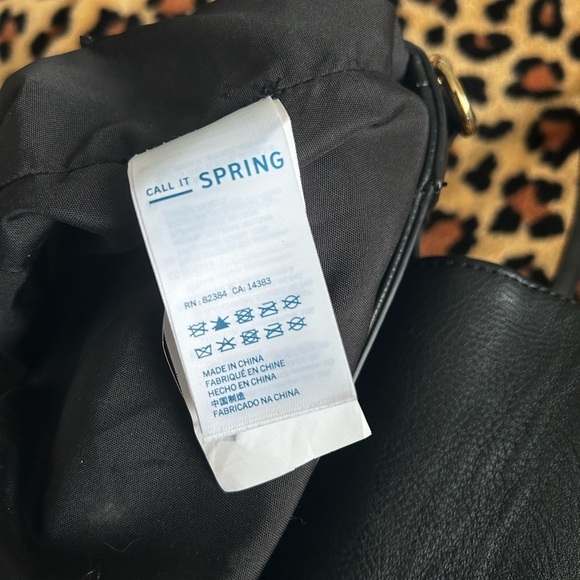 CALL IT SPRING
RN: 82384 CA: 14383
MADE IN CHINA
FABRIQUÉ EN CHINE
HECHO EN CHINA
中国制造
FABRICADO NA CHINA